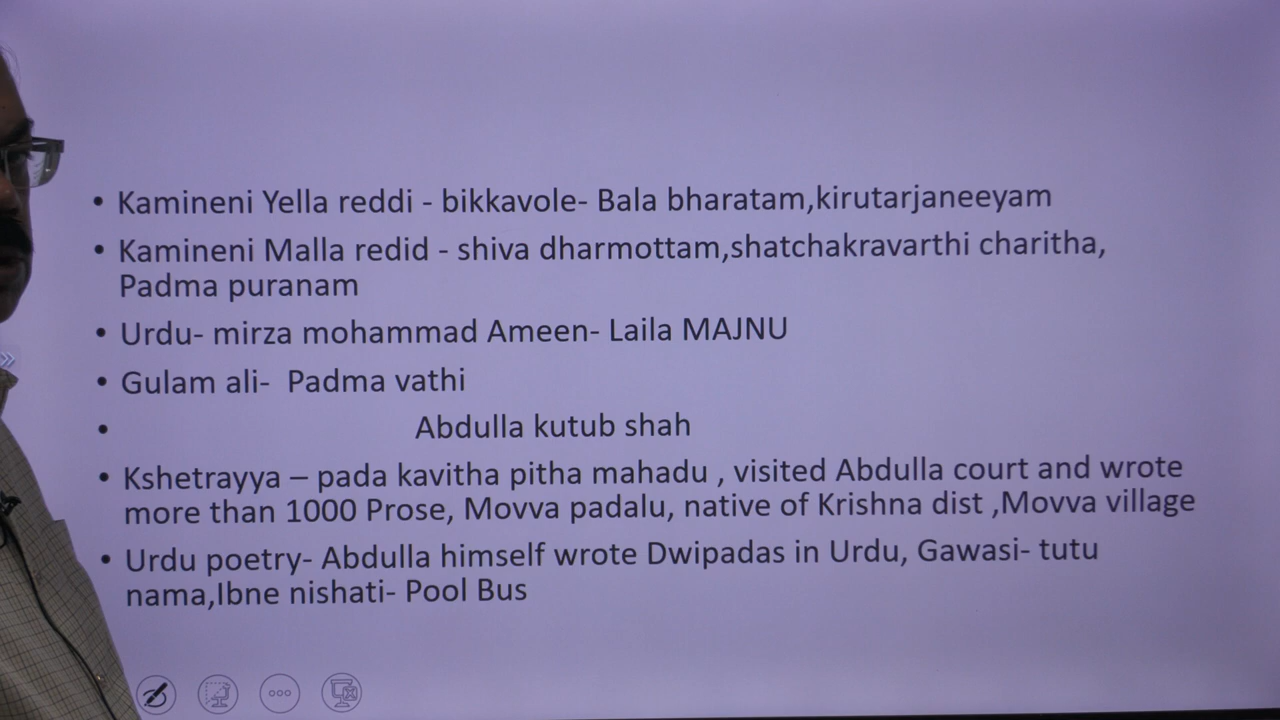 • Kamineni Yella reddi - bikkavole- Bala bharatam,kirutarjaneeyam
• Kamineni Malla redid - shiva dharmottam,shatchakravarthi charitha,
Padma puranam
• Urdu- mirza mohammad Ameen- Laila MAJNU
• Gulam ali-  Padma vathi
• Abdulla kutub shah
• Kshetrayya – pada kavitha pitha mahadu , visited Abdulla court and wrote
more than 1000 Prose, Movva padalu, native of Krishna dist ,Movva village
• Urdu poetry- Abdulla himself wrote Dwipadas in Urdu, Gawasi- tutu
nama,Ibne nishati- Pool Bus